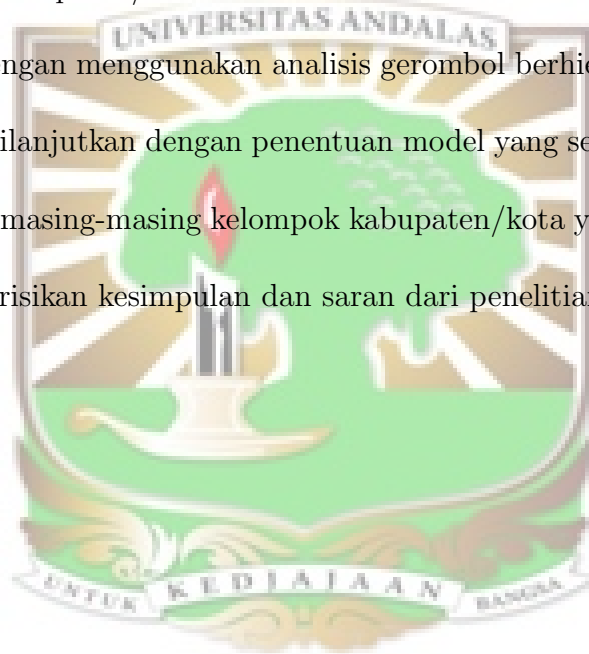 UNIVERSITAS ANDALAS
engan menggunakan analisis gerombol berhie
ilanjutkan dengan penentuan model yang se
masing-masing kelompok kabupaten/kota y
risikan kesimpulan dan saran dari penelitian
UNTUK KEDJAJAAN BANGSA